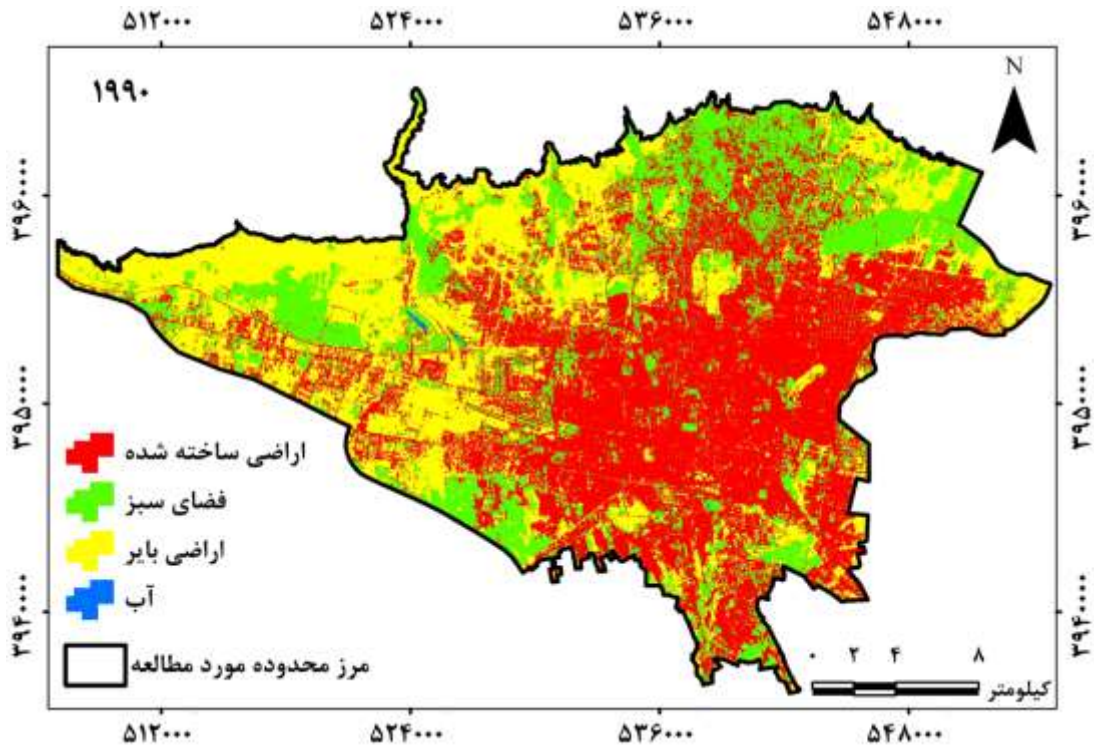 ۵۱۲۰۰۰ ۵۲۴۰۰۰ ۵۳۶۰۰۰ ۵۴۸۰۰۰
۱۹۹۰
N
۳۹۶۰۰۰۰ ۳۹۶۰۰۰۰
۳۹۵۰۰۰۰ ۳۹۵۰۰۰۰
اراضی ساخته شده
فضای سبز
اراضی بایر
آب
۳۹۴۰۰۰۰ ۳۹۴۰۰۰۰
مرز محدوده مورد مطالعه
۰ ۲ ۴ ۸
کیلومتر
۵۱۲۰۰۰ ۵۲۴۰۰۰ ۵۳۶۰۰۰ ۵۴۸۰۰۰